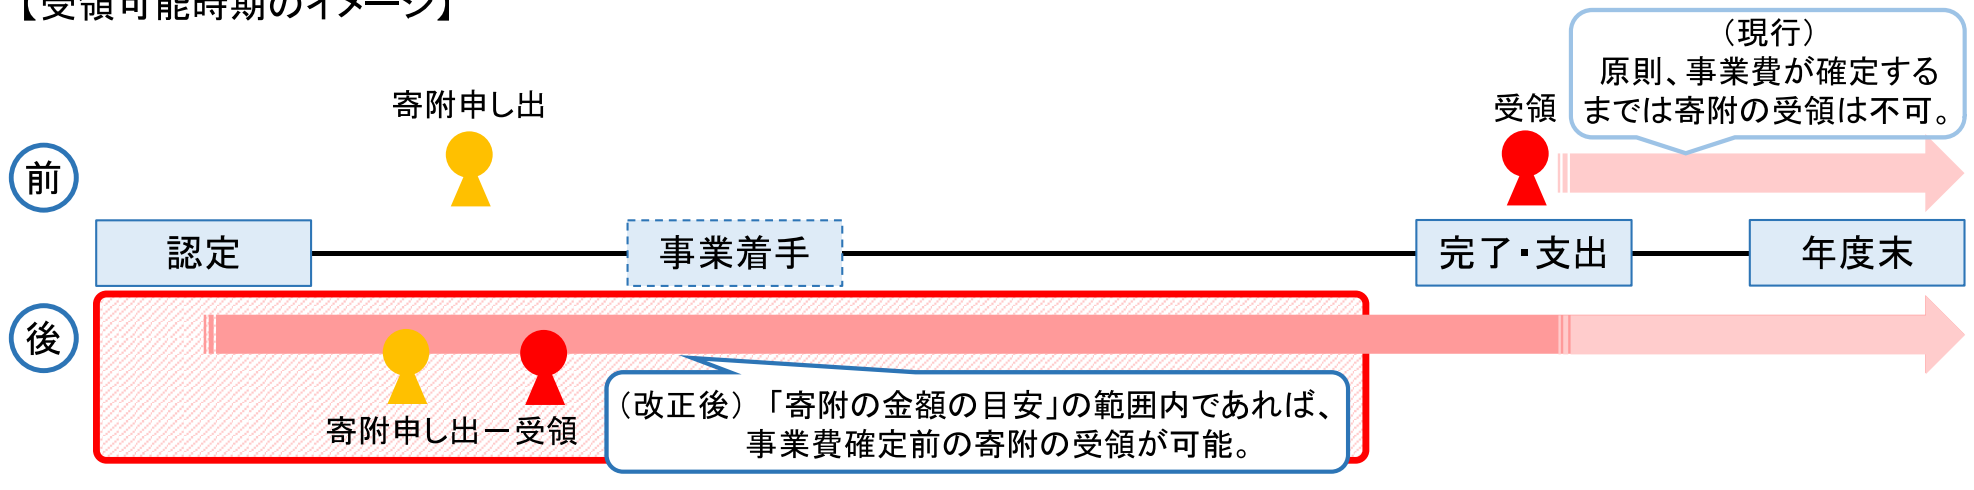 【受領可能時期のイメージ】
(現行)
原則、事業費が確定する
までは寄附の受領は不可。
寄附申し出
受領
前
認定
事業着手
完了・支出
年度末
後
寄附申し出－受領
(改正後)「寄附の金額の目安」の範囲内であれば、
事業費確定前の寄附の受領が可能。